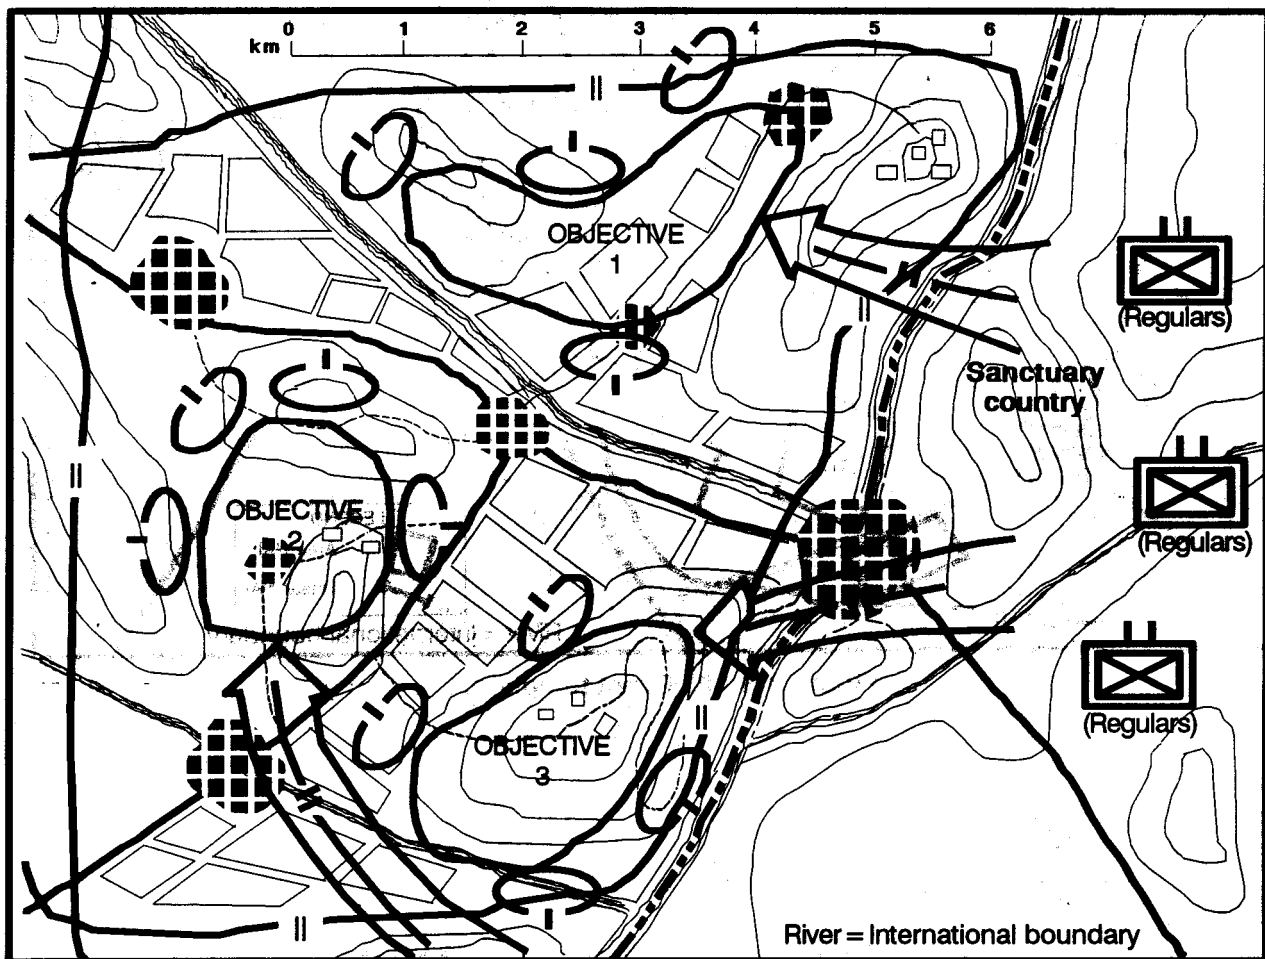 0 1 2 3 4 5 6
km
OBJECTIVE
1
(Regulars)
Sanctuary
country
OBJECTIVE
2
(Regulars)
(Regulars)
OBJECTIVE
3
River = International boundary